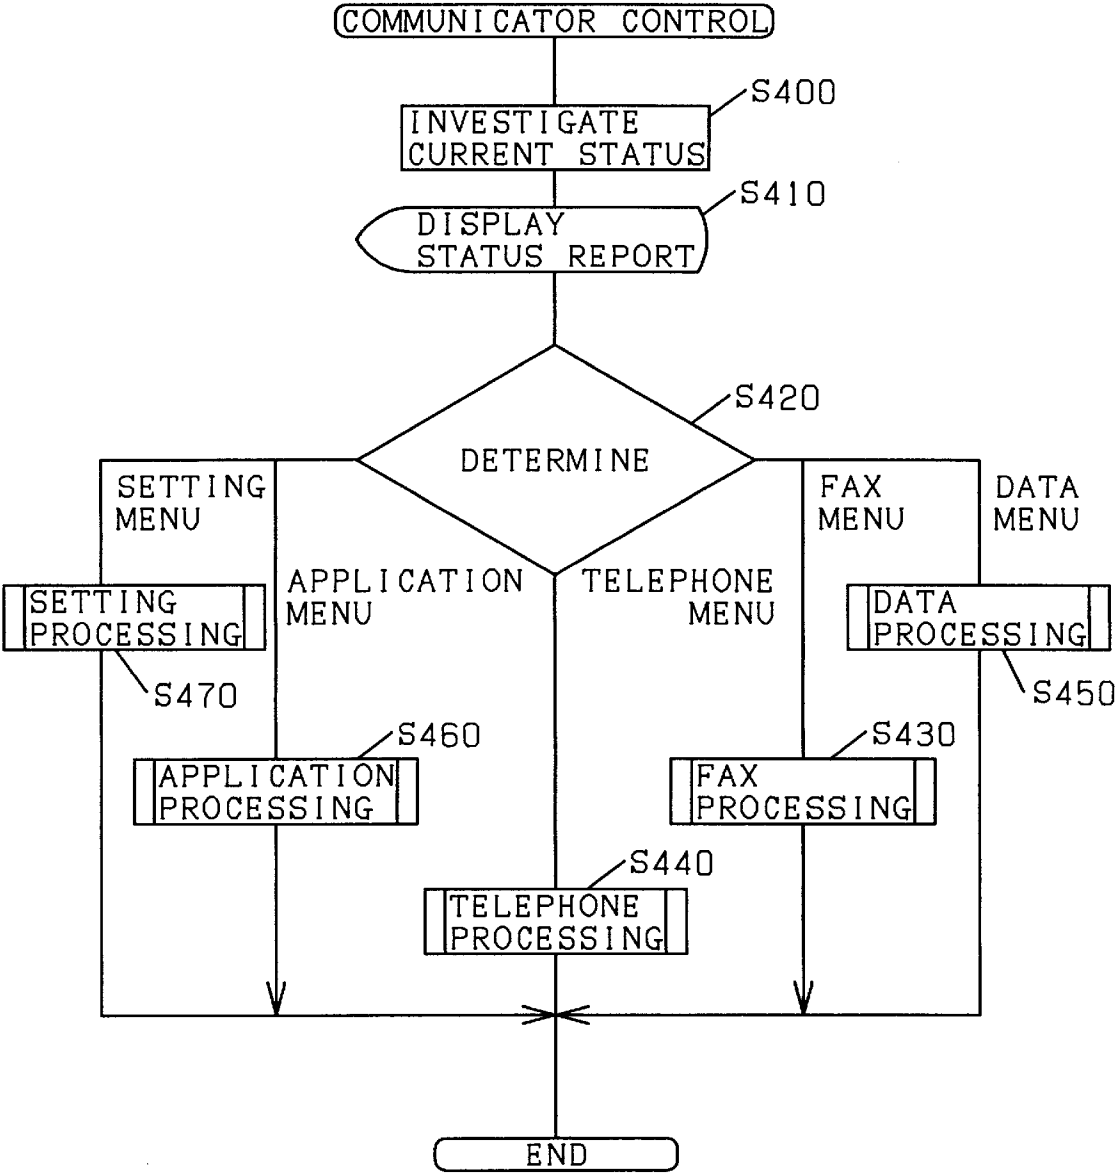 COMMUNICATOR CONTROL
S400
INVESTIGATE
CURRENT STATUS
S410
DISPLAY
STATUS REPORT
S420
DETERMINE
SETTING
MENU
FAX
MENU
DATA
MENU
APPLICATION
MENU
TELEPHONE
MENU
SETTING
PROCESSING
DATA
PROCESSING
S470
S450
S460
S430
APPLICATION
PROCESSING
FAX
PROCESSING
S440
TELEPHONE
PROCESSING
END